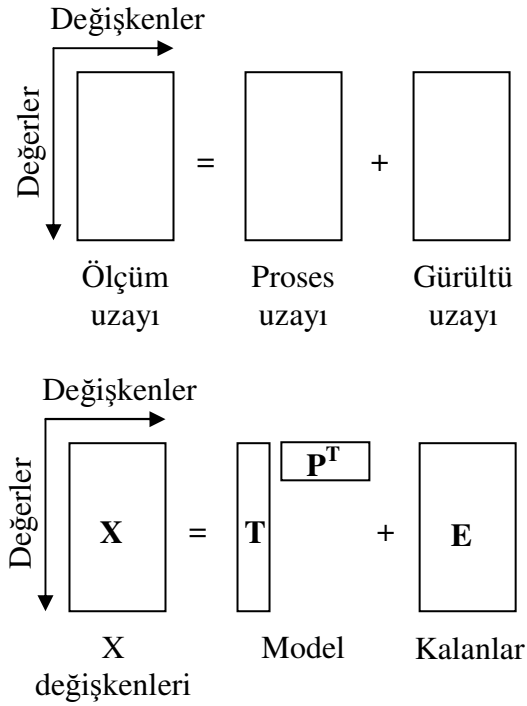 Değişkenler
Değerler
=
+
Ölçüm
uzayı
Proses
uzayı
Gürültü
uzayı
Değişkenler
Değerler
X
=
T
P^T
+
E
X
değişkenleri
Model
Kalanlar